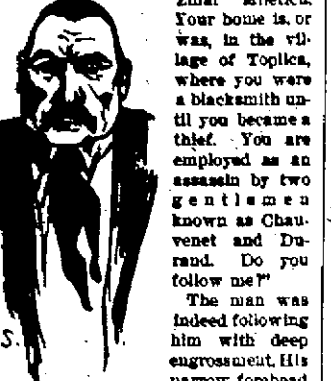 Your home is, or
was, in the vil-
lage of Toplica,
where you were
a blacksmith un-
til you became a
thief. You are
employed as an
assassin by two
gentlemen
known as Chau-
venet and Du-
rand. Do you
follow me?"
The man was
indeed following
him with deep
engrossment. His
narrow forehead
S.